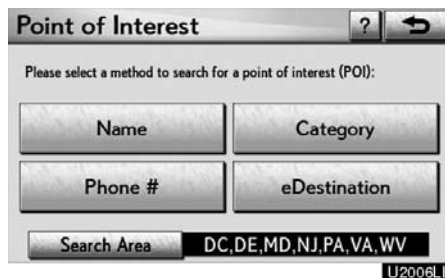 Point of Interest ?
Please select a method to search for a point of interest (POI):
Name Category
Phone # eDestination
Search Area DC,DE,MD,NJ,PA,VA,WV
U2006L